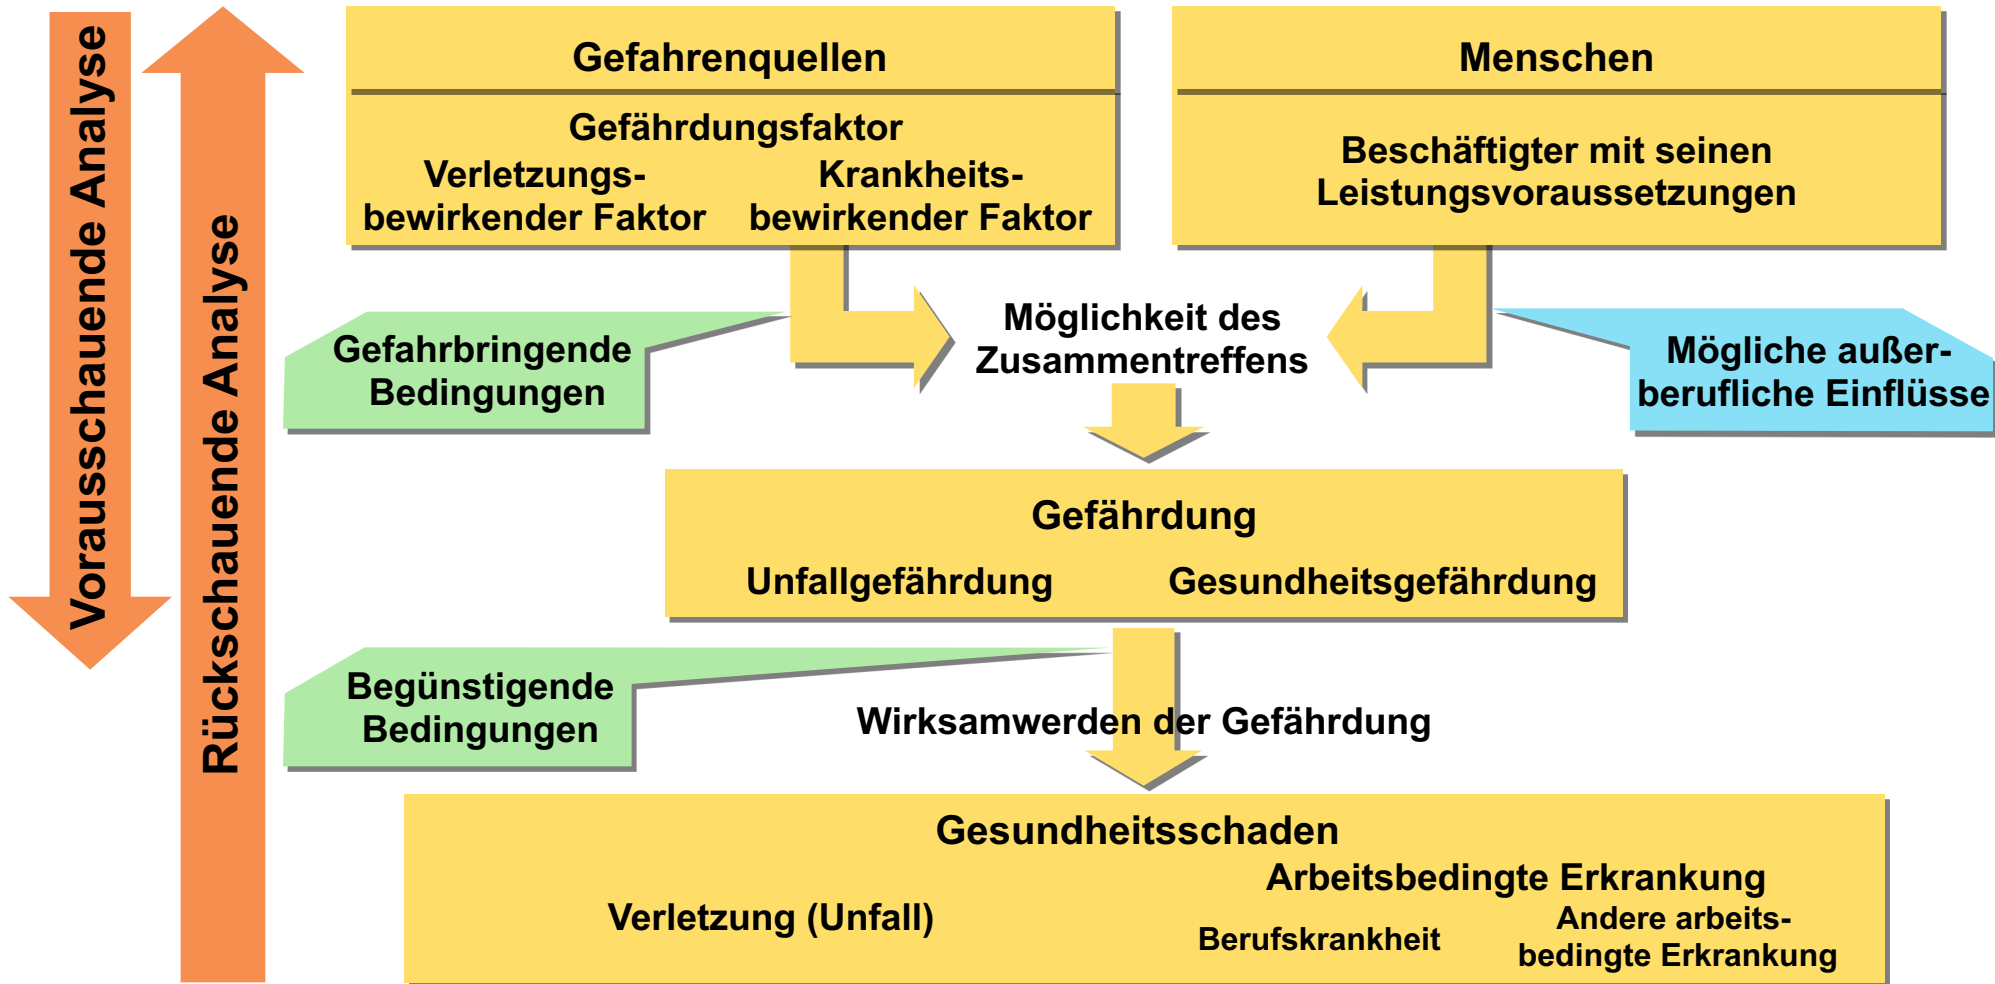 Vorausschauende Analyse
Rückschauende Analyse
Gefahrenquellen
Gefährdungsfaktor
Verletzungs-
bewirkender Faktor
Krankheits-
bewirkender Faktor
Menschen
Beschäftigter mit seinen
Leistungsvoraussetzungen
Gefahrbringende
Bedingungen
Möglichkeit des
Zusammentreffens
Mögliche außer-
berufliche Einflüsse
Gefährdung
Unfallgefährdung
Gesundheitsgefährdung
Begünstigende
Bedingungen
Wirksamwerden der Gefährdung
Gesundheitsschaden
Verletzung (Unfall)
Arbeitsbedingte Erkrankung
Berufskrankheit
Andere arbeits-
bedingte Erkrankung